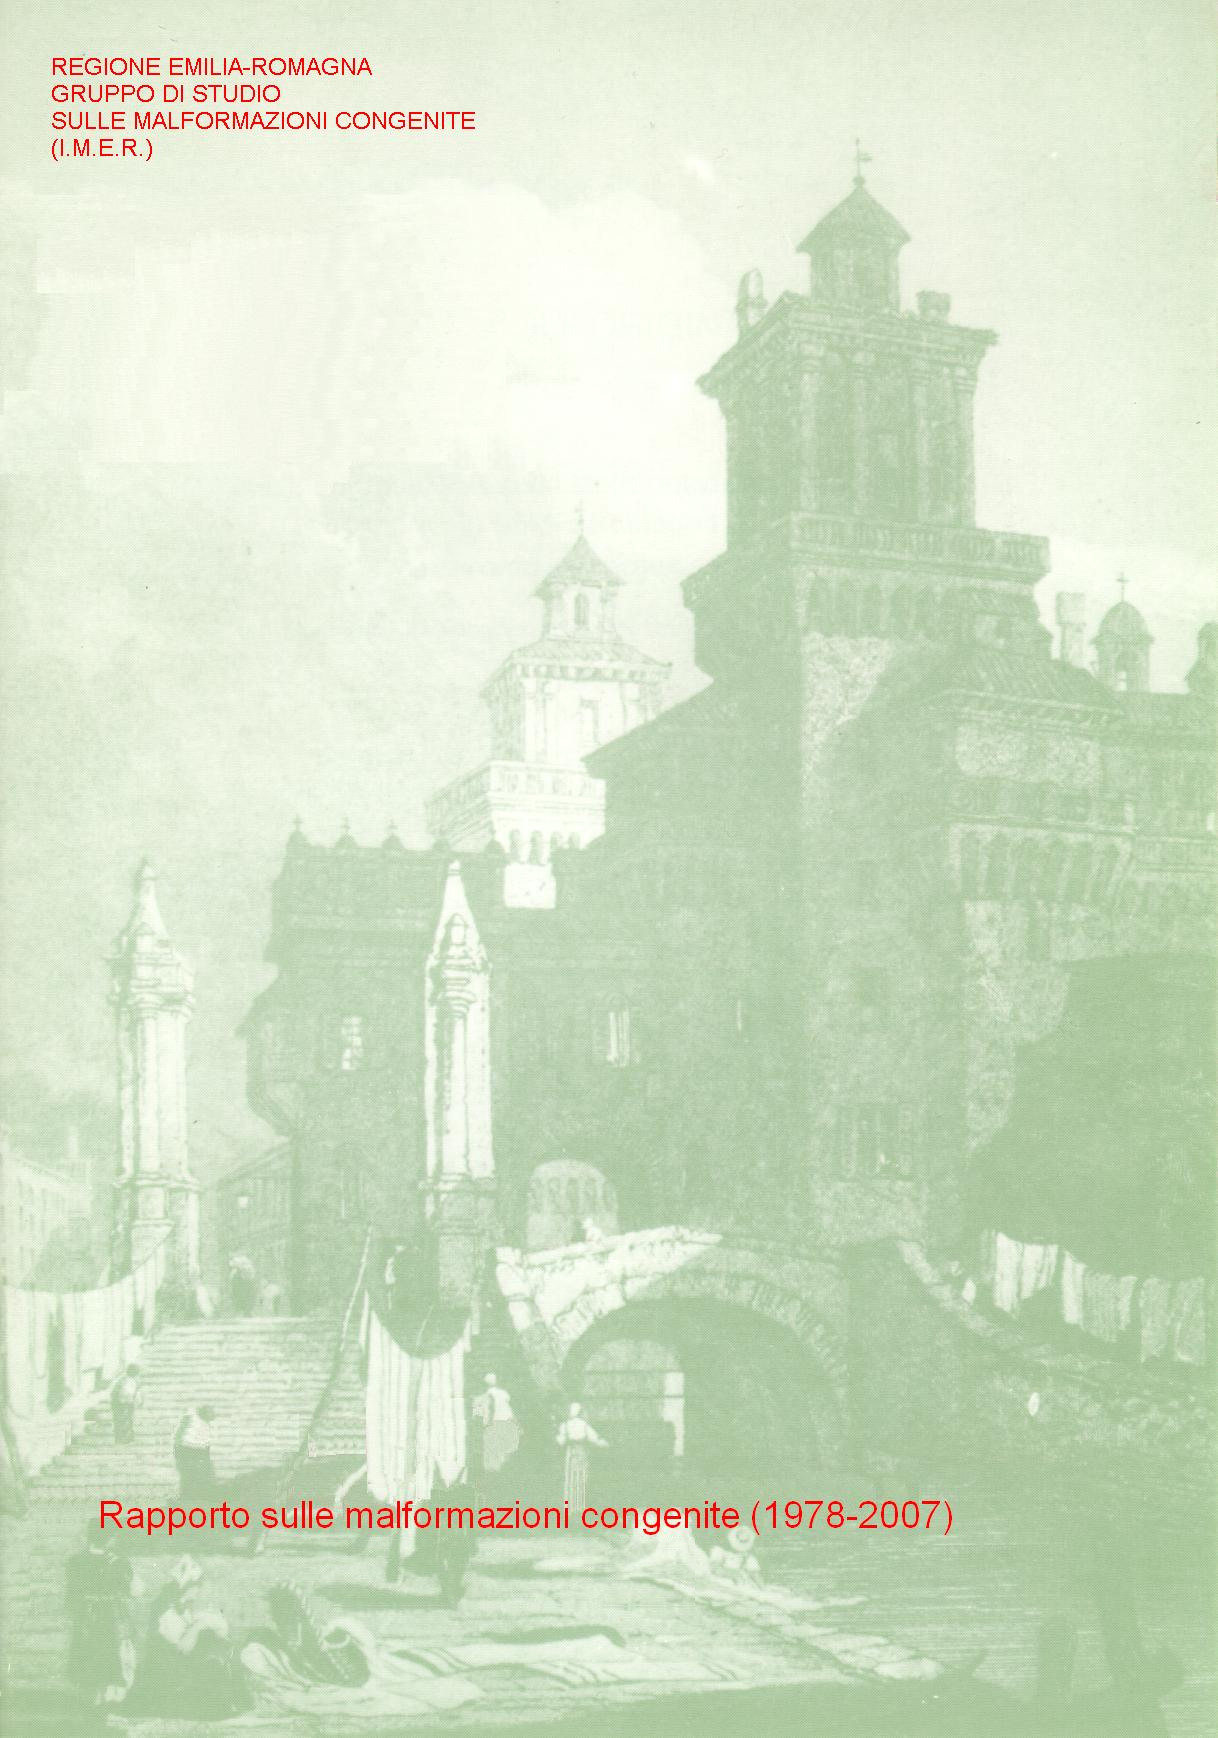 REGIONE EMILIA-ROMAGNA
GRUPPO DI STUDIO
SULLE MALFORMAZIONI CONGENITE
(I.M.E.R.)
Rapporto sulle malformazioni congenite (1978-2007)